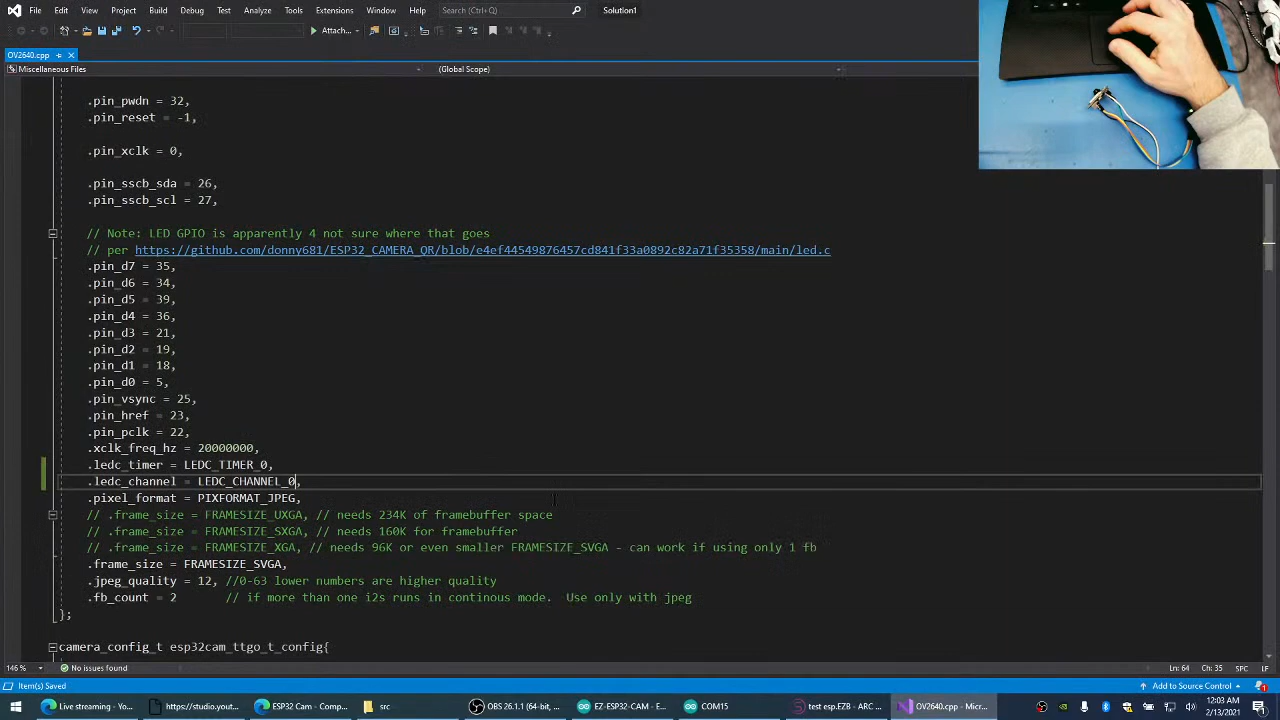 File Edit View Project Build Debug Test Analyze Tools Extensions Window Help Search (Ctrl+Q) Solution1
Attach...
OV2640.cpp
Miscellaneous Files (Global Scope)
.pin_pwdn = 32,
.pin_reset = -1,
.pin_xclk = 0,
.pin_sscb_sda = 26,
.pin_sscb_scl = 27,
// Note: LED GPIO is apparently 4 not sure where that goes
// per https://github.com/donny681/ESP32_CAMERA_QR/blob/e4ef44549876457cd841f33a0892c82a71f35358/main/led.c
.pin_d7 = 35,
.pin_d6 = 34,
.pin_d5 = 39,
.pin_d4 = 36,
.pin_d3 = 21,
.pin_d2 = 19,
.pin_d1 = 18,
.pin_d0 = 5,
.pin_vsync = 25,
.pin_href = 23,
.pin_pclk = 22,
.xclk_freq_hz = 20000000,
.ledc_timer = LEDC_TIMER_0,
.ledc_channel = LEDC_CHANNEL_0,
.pixel_format = PIXFORMAT_JPEG,
// .frame_size = FRAMESIZE_UXGA, // needs 234K of framebuffer space
// .frame_size = FRAMESIZE_SXGA, // needs 160K for framebuffer
// .frame_size = FRAMESIZE_XGA, // needs 96K or even smaller FRAMESIZE_SVGA - can work if using only 1 fb
.frame_size = FRAMESIZE_SVGA,
.jpeg_quality = 12, //0-63 lower numbers are higher quality
.fb_count = 2 // if more than one i2s runs in continous mode. Use only with jpeg
};
camera_config_t esp32cam_ttgo_t_config{
146 % No issues found Ln: 64 Ch: 35 SPC LF
Item(s) Saved Add to Source Control 1
Live streaming - Yo... https://studio.yout... ESP32 Cam - Comp... src OBS 26.1.1 (64-bit, ... EZ-ESP32-CAM - E... COM15 test esp.EZB - ARC ... OV2640.cpp - Micr... 12:03 AM
2/13/2021